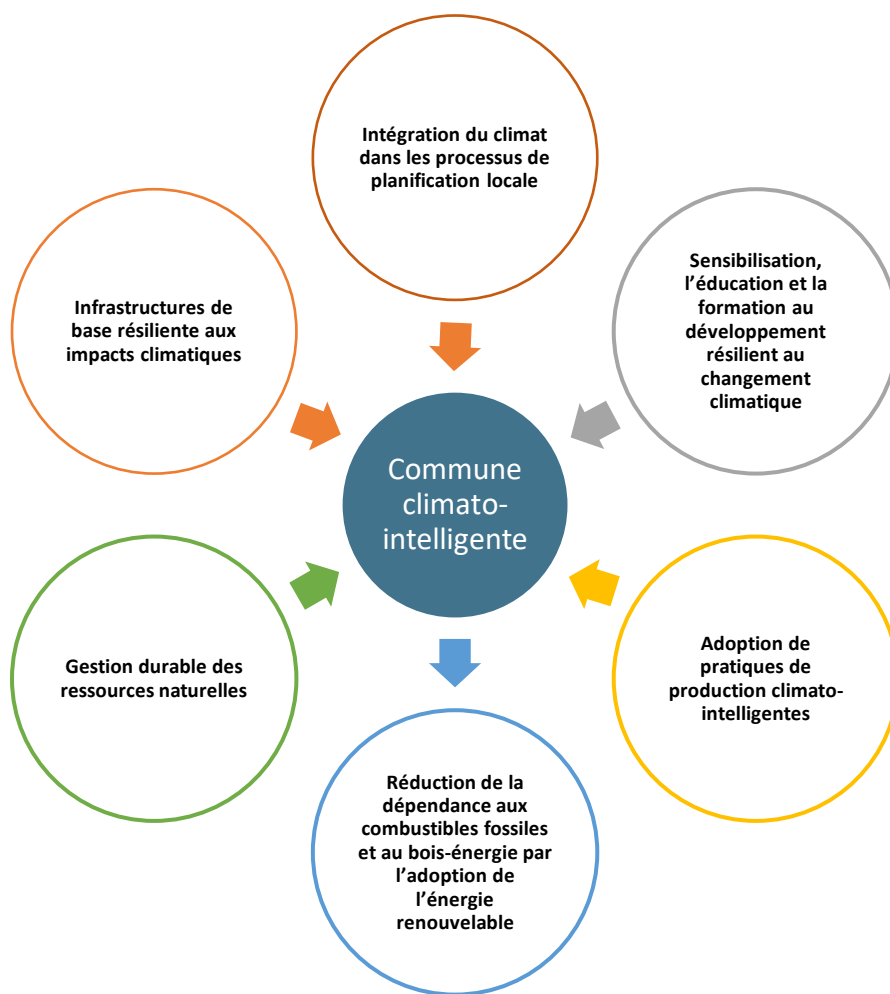 Intégration du climat
dans les processus de
planification locale
Sensibilisation,
l'éducation et la
formation au
développement
résilient au
changement
climatique
Infrastructures de
base résiliente aux
impacts climatiques
Commune
climato-
intelligente
Gestion durable des
ressources naturelles
Adoption de
pratiques de
production climato-
intelligentes
Réduction de la
dépendance aux
combustibles fossiles
et au bois-énergie par
l'adoption de
l'énergie
renouvelable